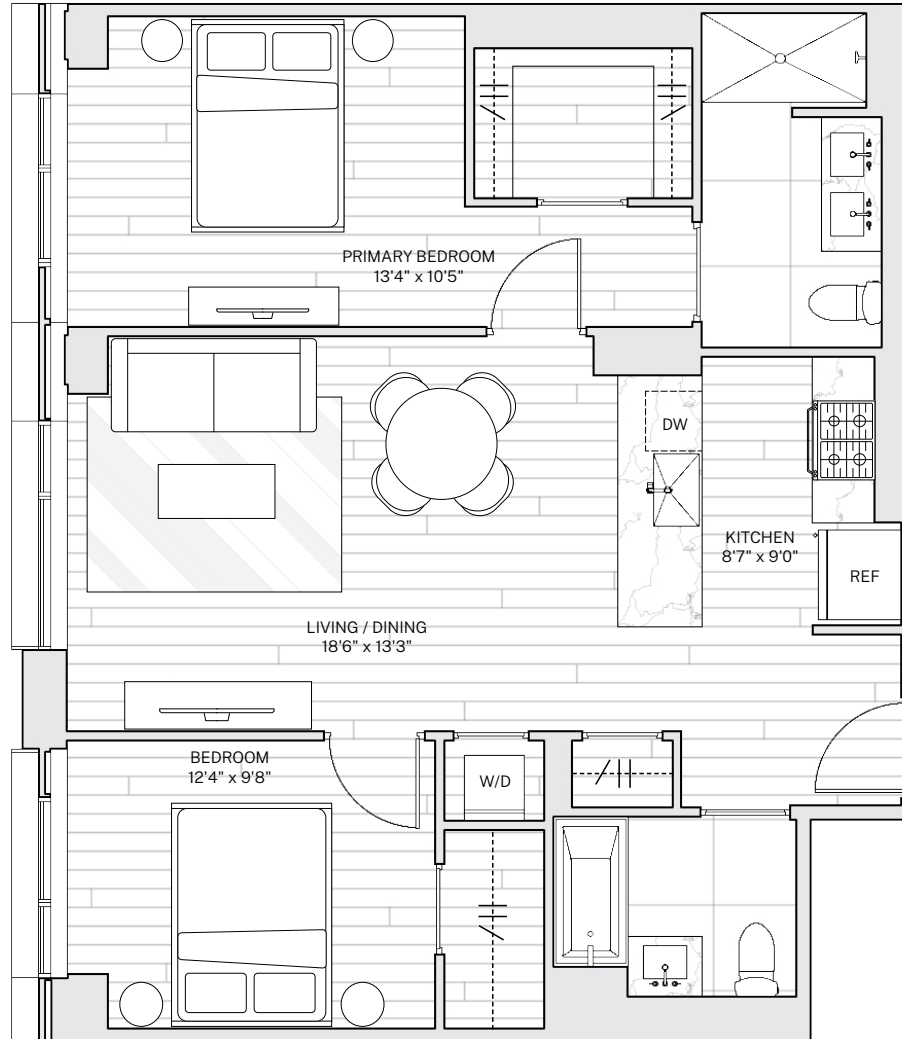 PRIMARY BEDROOM
13'4" x 10'5"
DW
KITCHEN
8'7" x 9'0"
REF
LIVING / DINING
18'6" x 13'3"
BEDROOM
12'4" x 9'8"
W/D